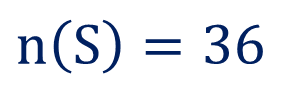 n(S) = 36